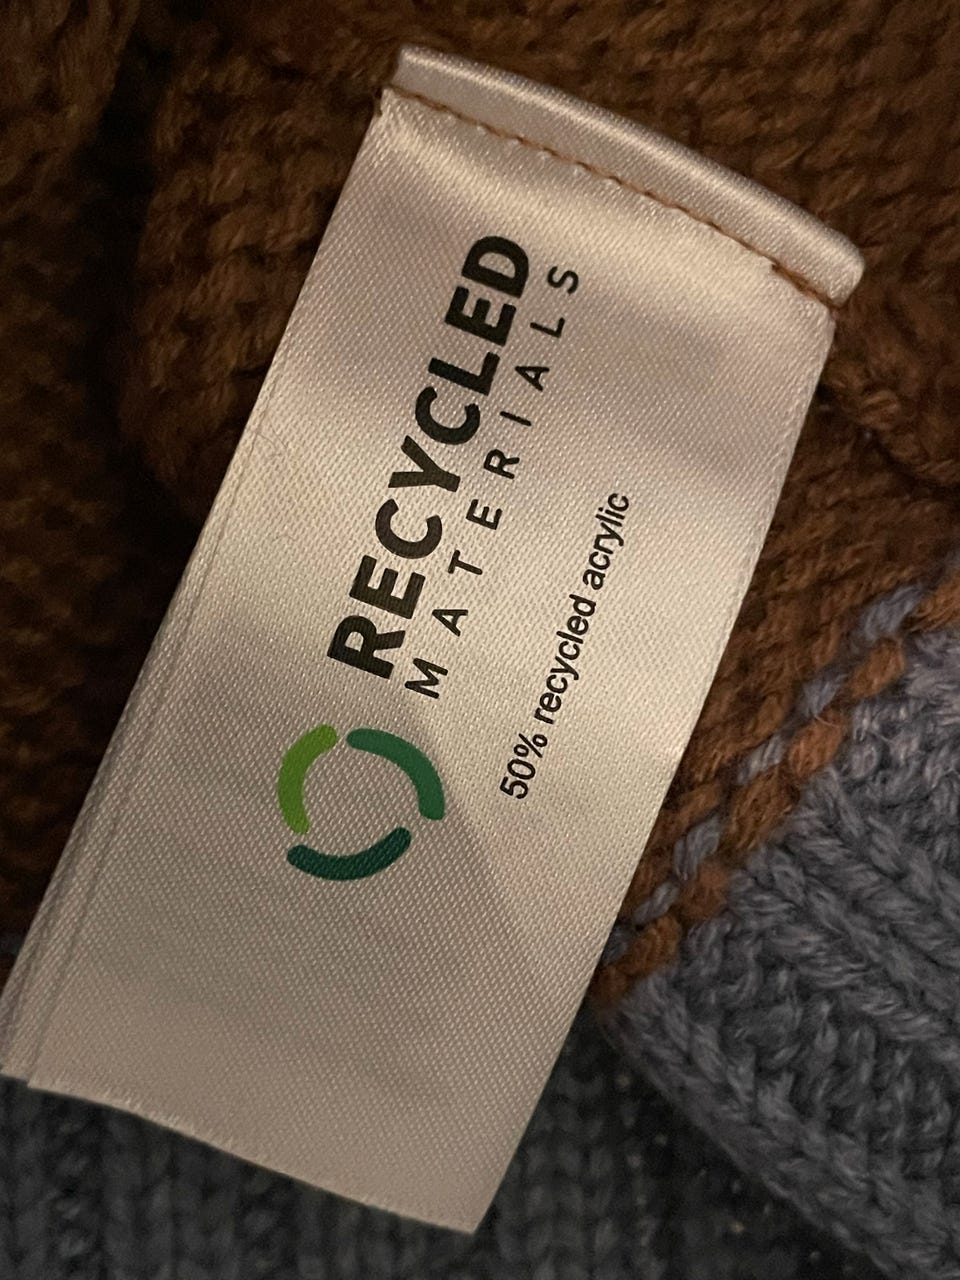 RECYCLED
MATERIALS
50% recycled acrylic